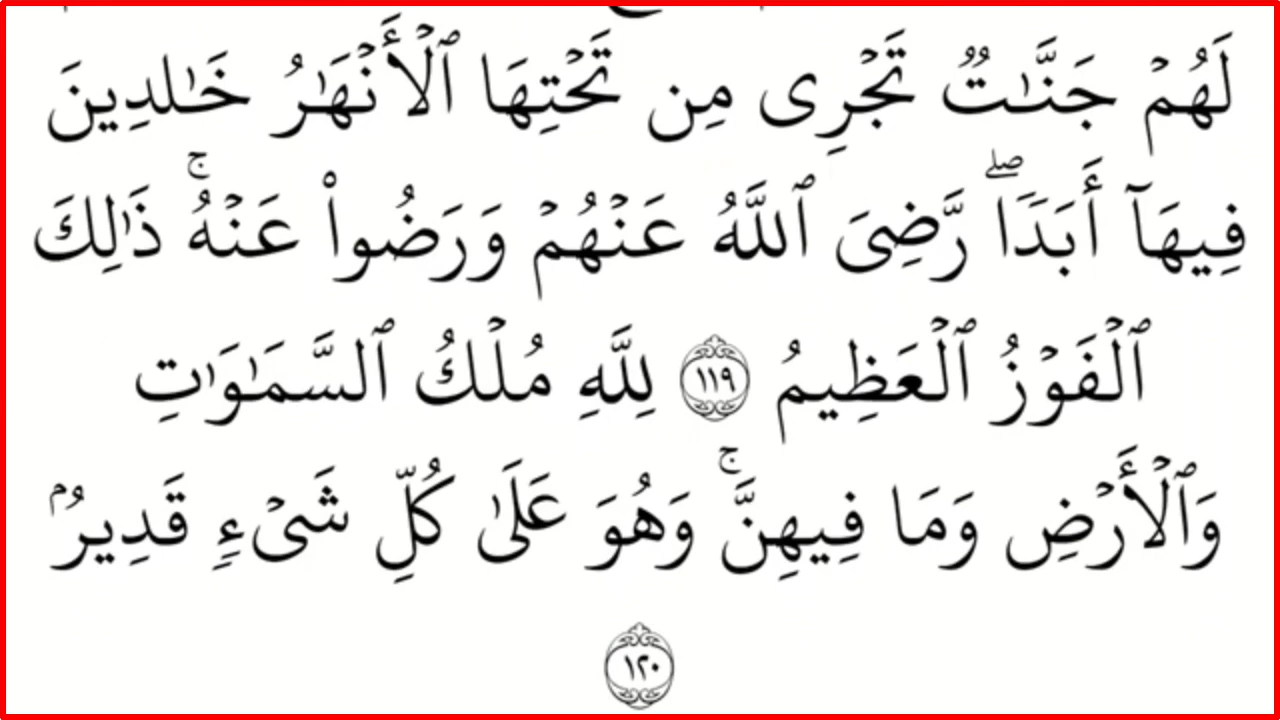 لَهُمۡ جَنَّٰتٌ تَجۡرِى مِن تَحۡتِهَا ٱلۡأَنۡهَٰرُ خَٰلِدِينَ
فِيهَآ أَبَدًۭاۖ رَّضِىَ ٱللَّهُ عَنۡهُمۡ وَرَضُوا۟ عَنۡهُۚ ذَٰلِكَ
ٱلۡفَوۡزُ ٱلۡعَظِيمُ ١١٩ لِلَّهِ مُلۡكُ ٱلسَّمَٰوَٰتِ
وَٱلۡأَرۡضِ وَمَا فِيهِنَّۚ وَهُوَ عَلَىٰ كُلِّ شَىۡءٍۢ قَدِيرُۢ
١٢٠